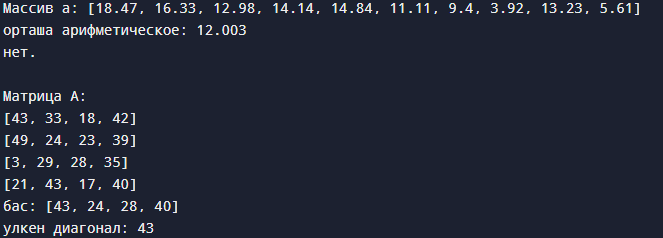 Массив a: [18.47, 16.33, 12.98, 14.14, 14.84, 11.11, 9.4, 3.92, 13.23, 5.61]
орташа арифметическое: 12.003
нет.
Матрица A:
[43, 33, 18, 42]
[49, 24, 23, 39]
[3, 29, 28, 35]
[21, 43, 17, 40]
бас: [43, 24, 28, 40]
улкен диагонал: 43